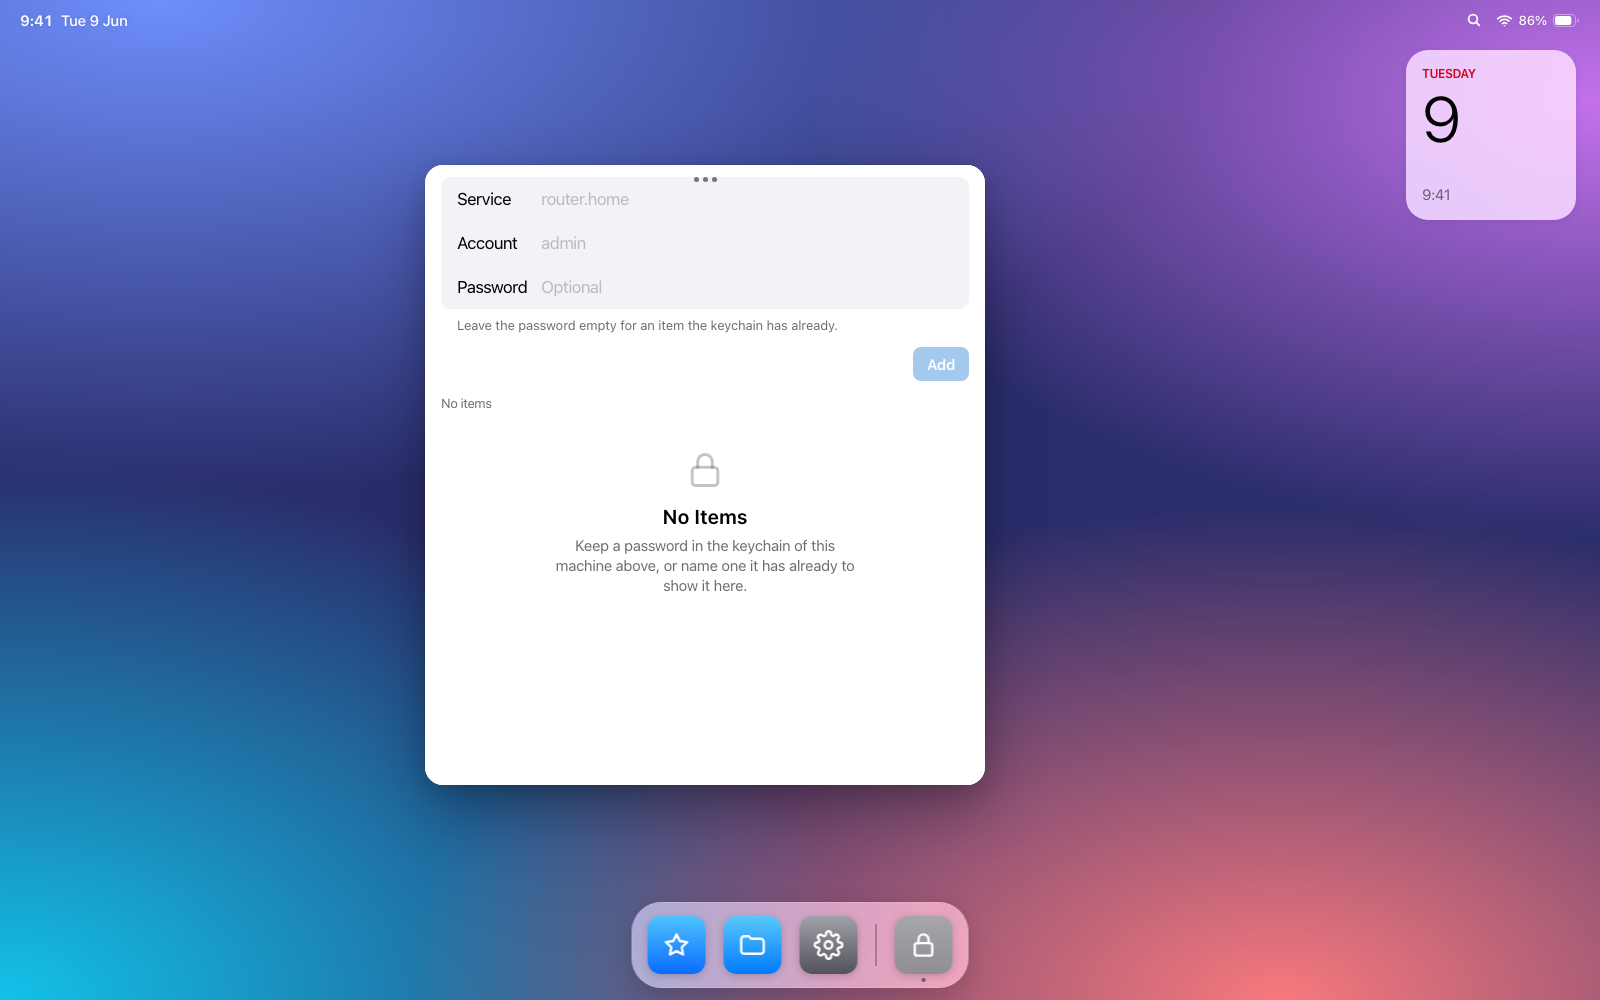 9:41 Tue 9 Jun
86%
TUESDAY
9
9:41
Service router.home
Account admin
Password Optional
Leave the password empty for an item the keychain has already.
Add
No items
No Items
Keep a password in the keychain of this
machine above, or name one it has already to
show it here.